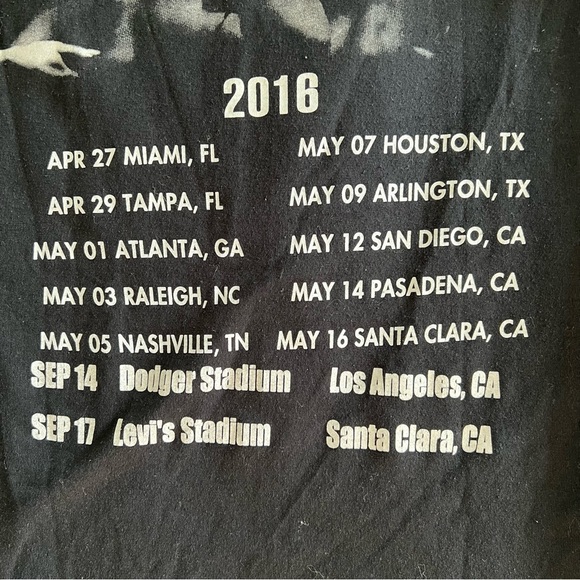 2016
APR 27 MIAMI, FL
APR 29 TAMPA, FL
MAY 01 ATLANTA, GA
MAY 03 RALEIGH, NC
MAY 05 NASHVILLE, TN
MAY 07 HOUSTON, TX
MAY 09 ARLINGTON, TX
MAY 12 SAN DIEGO, CA
MAY 14 PASADENA, CA
MAY 16 SANTA CLARA, CA
SEP 14 Dodger Stadium Los Angeles, CA
SEP 17 Levi's Stadium Santa Clara, CA